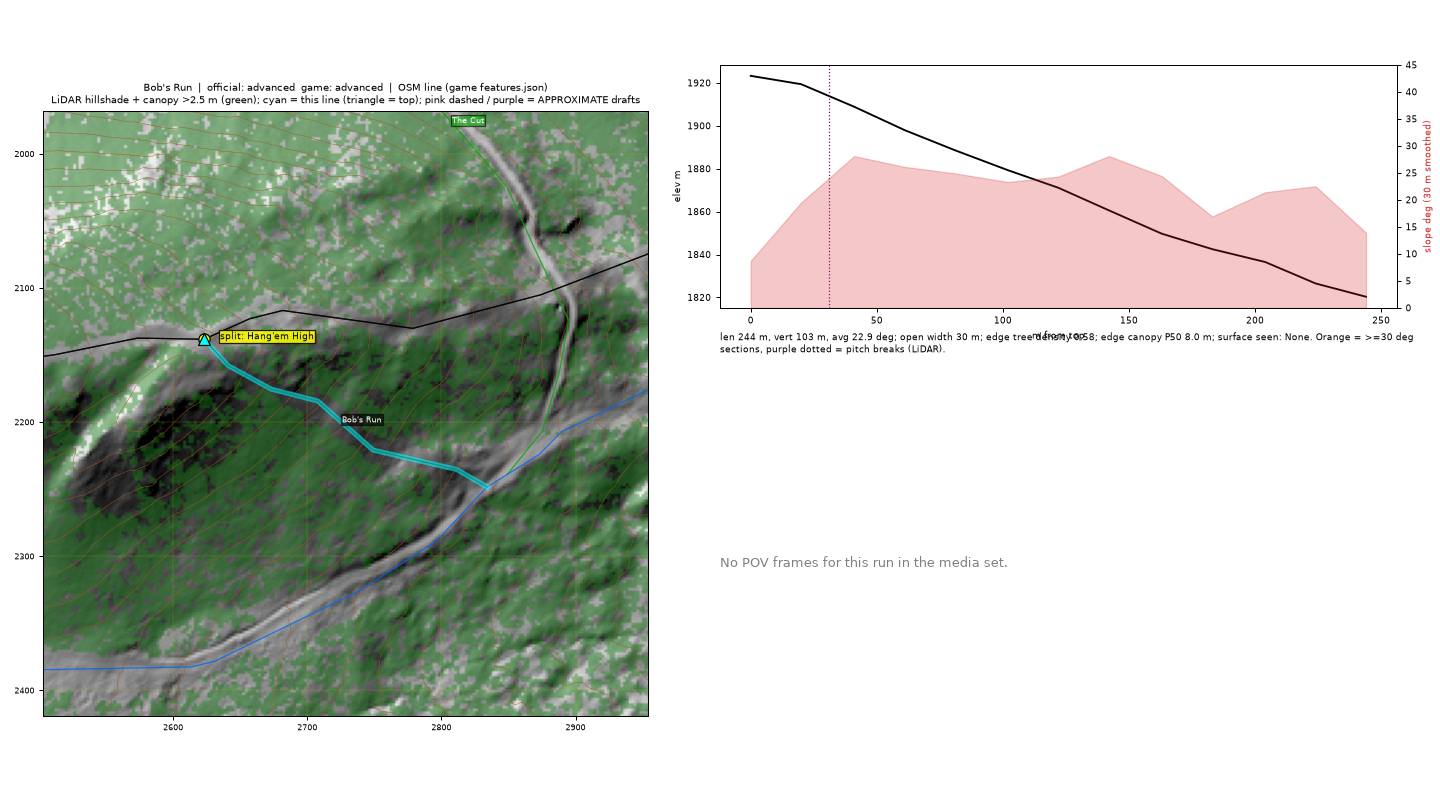 Bob's Run | official: advanced game: advanced | OSM line (game features.json)
LiDAR hillshade + canopy >2.5 m (green); cyan = this line (triangle = top); pink dashed / purple = APPROXIMATE drafts
The Cut
split: Hang'em High
Bob's Run
2000
2100
2200
2300
2400
2600
2700
2800
2900
elev m
1920
1900
1880
1860
1840
1820
45
40
35
30
25
20
15
10
5
0
slope deg (30 m smoothed)
0
50
100
150
200
250
m from top
len 244 m, vert 103 m, avg 22.9 deg; open width 30 m; edge tree density 0.58; edge canopy P50 8.0 m; surface seen: None. Orange = >=30 deg
sections, purple dotted = pitch breaks (LiDAR).
No POV frames for this run in the media set.